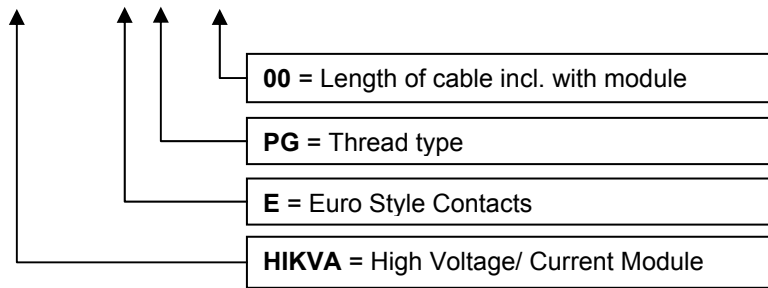 00 = Length of cable incl. with module
PG = Thread type
E = Euro Style Contacts
HIKVA = High Voltage/ Current Module